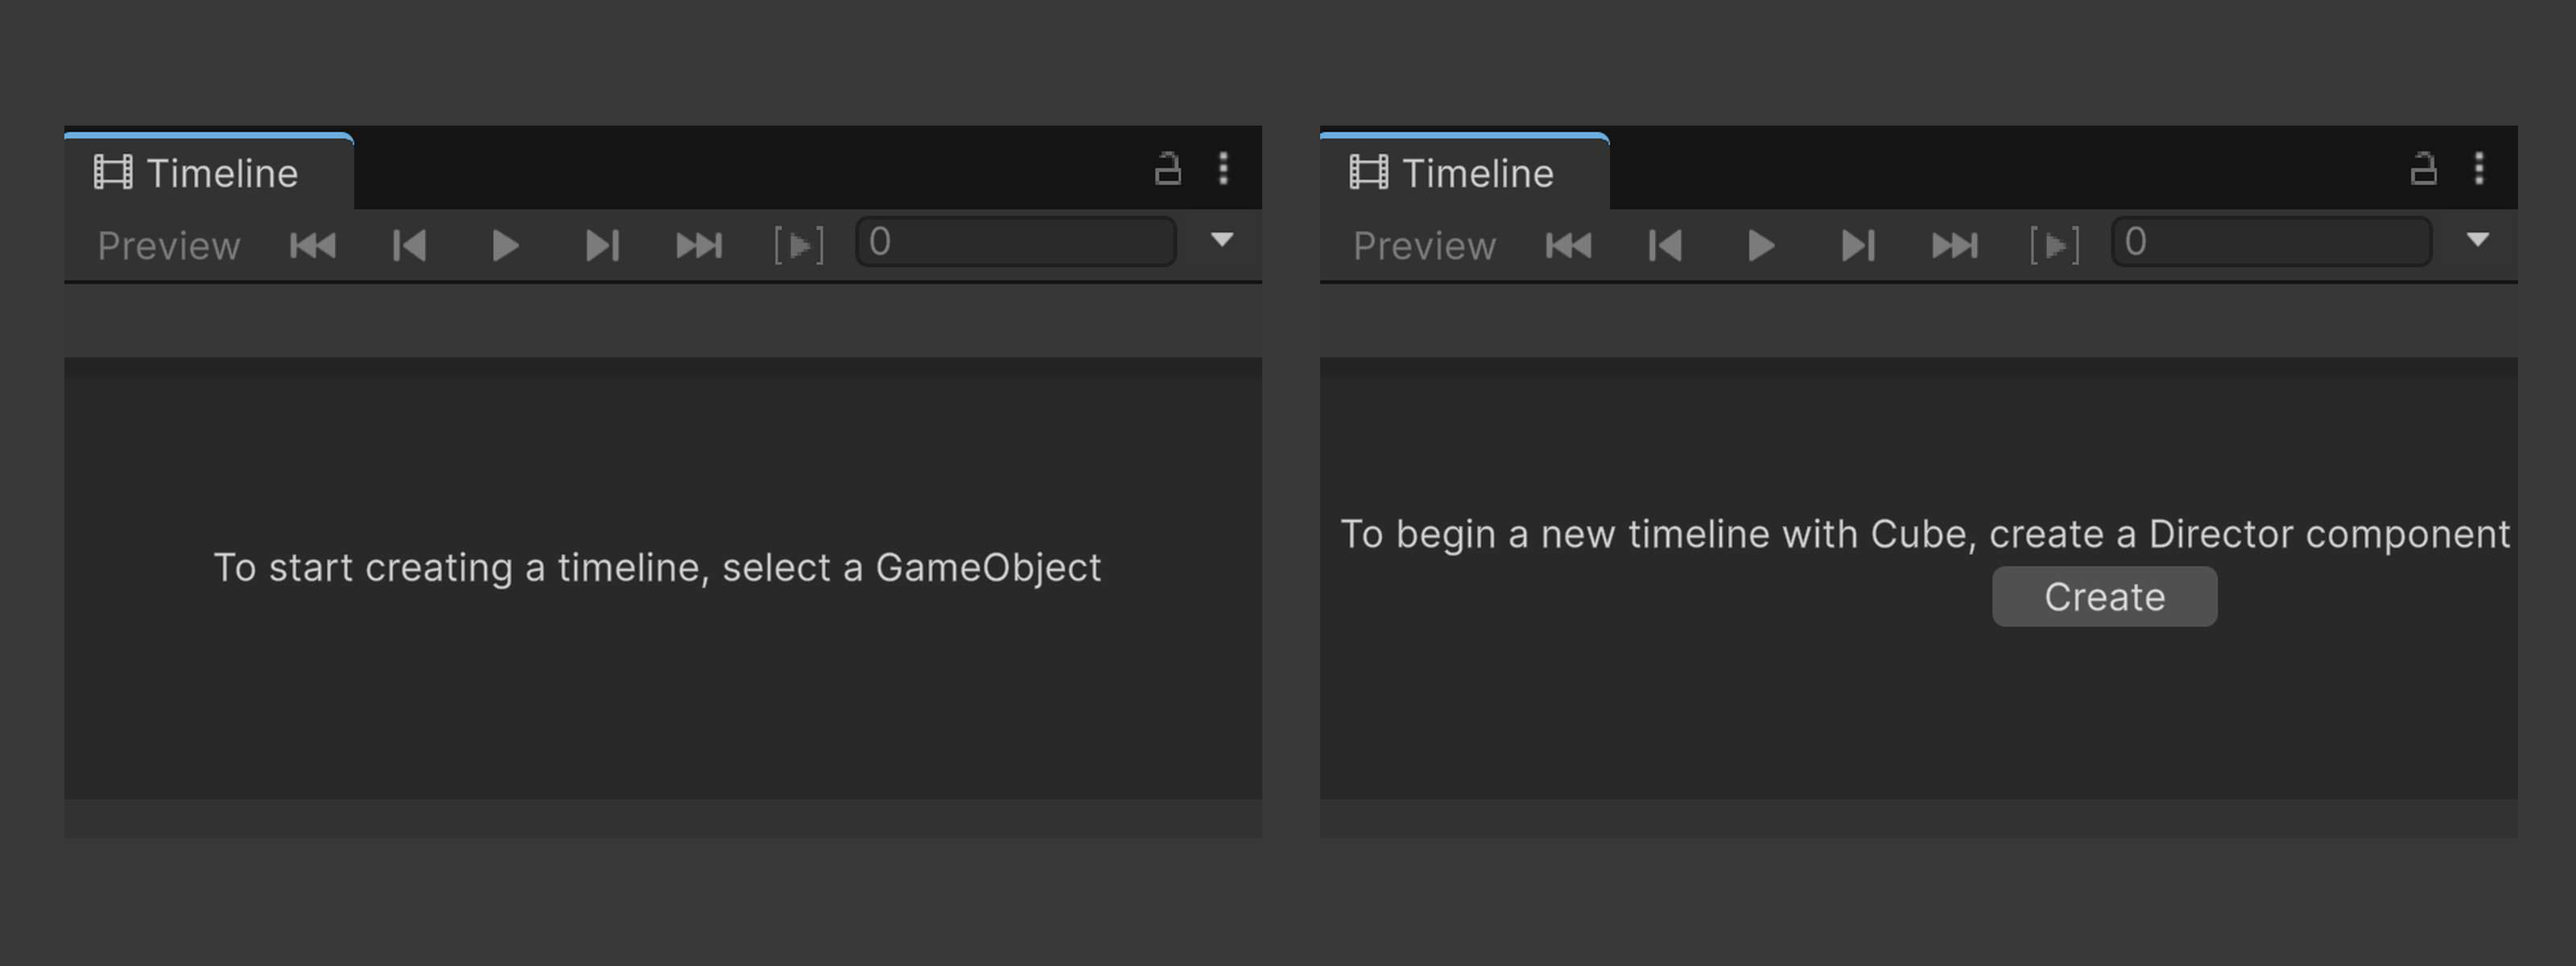 Timeline
Preview 0
To start creating a timeline, select a GameObject
Timeline
Preview 0
To begin a new timeline with Cube, create a Director component
Create